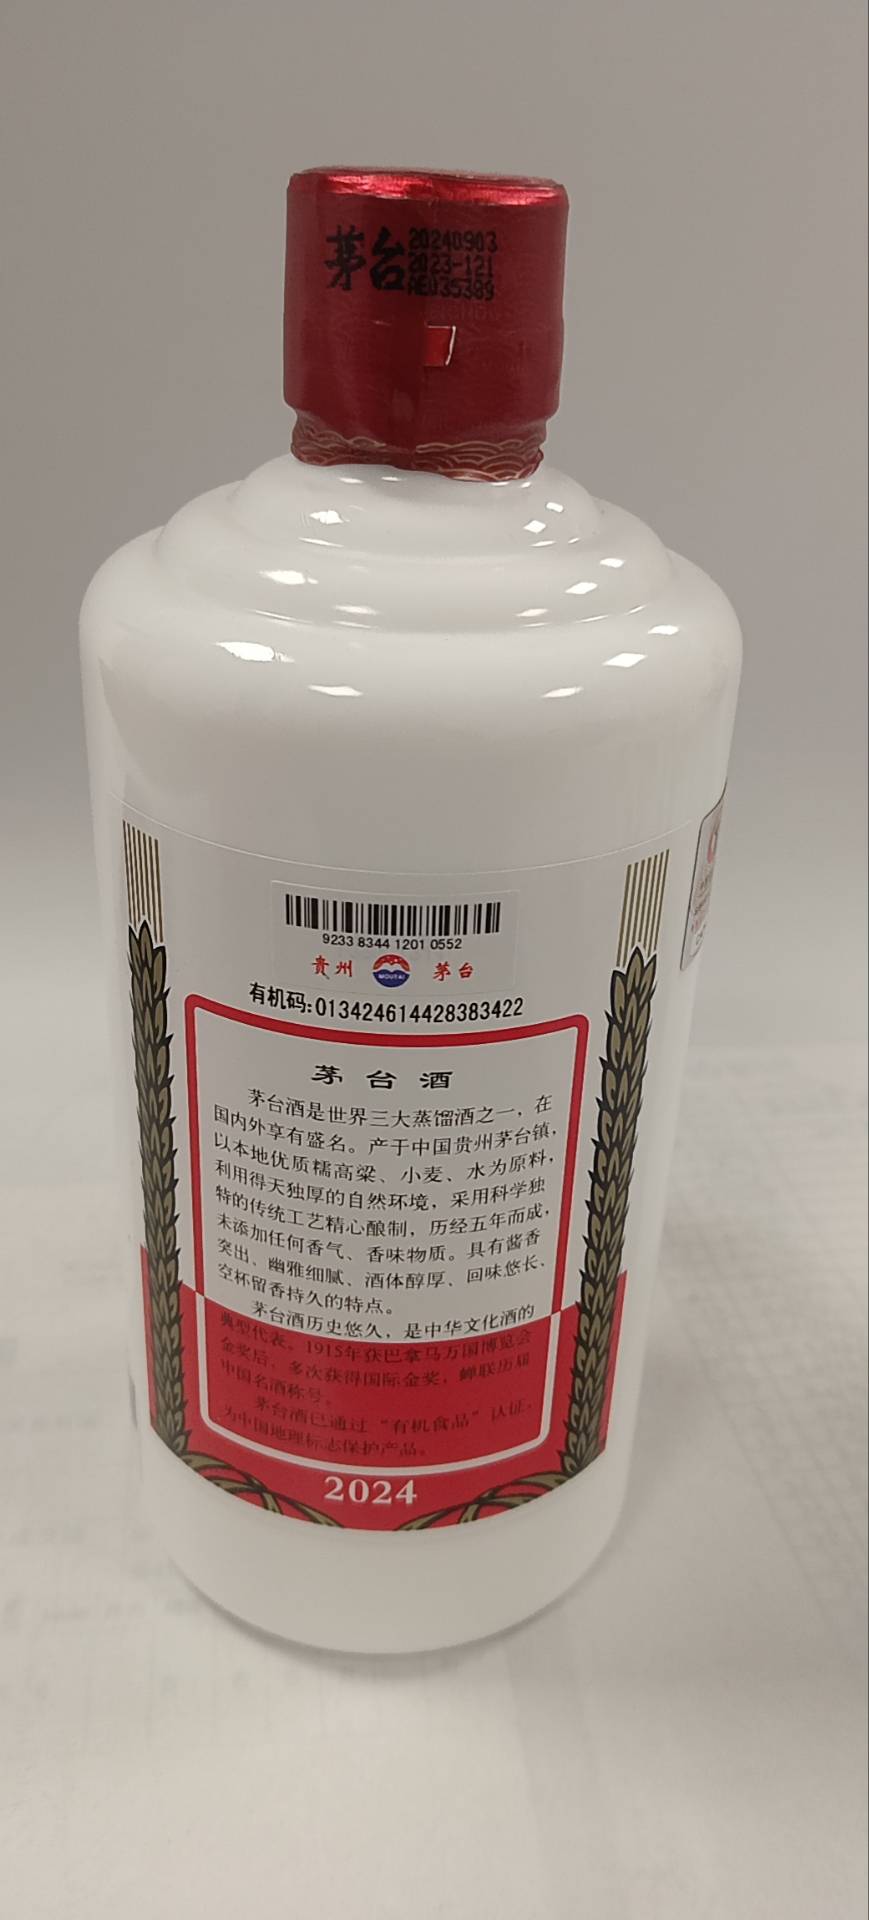 茅台
20240903
2023-121
AE035389
9233 8344 1201 0552
贵州 MOUTAI 茅台
有机码:013424614428383422
茅台酒
茅台酒是世界三大蒸馏酒之一，在
国内外享有盛名。产于中国贵州茅台镇，
以本地优质糯高粱、小麦、水为原料，
利用得天独厚的自然环境，采用科学独
特的传统工艺精心酿制，历经五年而成，
未添加任何香气、香味物质。具有酱香
突出、幽雅细腻、酒体醇厚、回味悠长、
空杯留香持久的特点。
茅台酒历史悠久，是中华文化酒的
典型代表。1915年获巴拿马万国博览会
金奖后，多次获得国际金奖，蝉联历届
中国名酒称号。
茅台酒已通过“有机食品”认证，
为中国地理标志保护产品。
2024